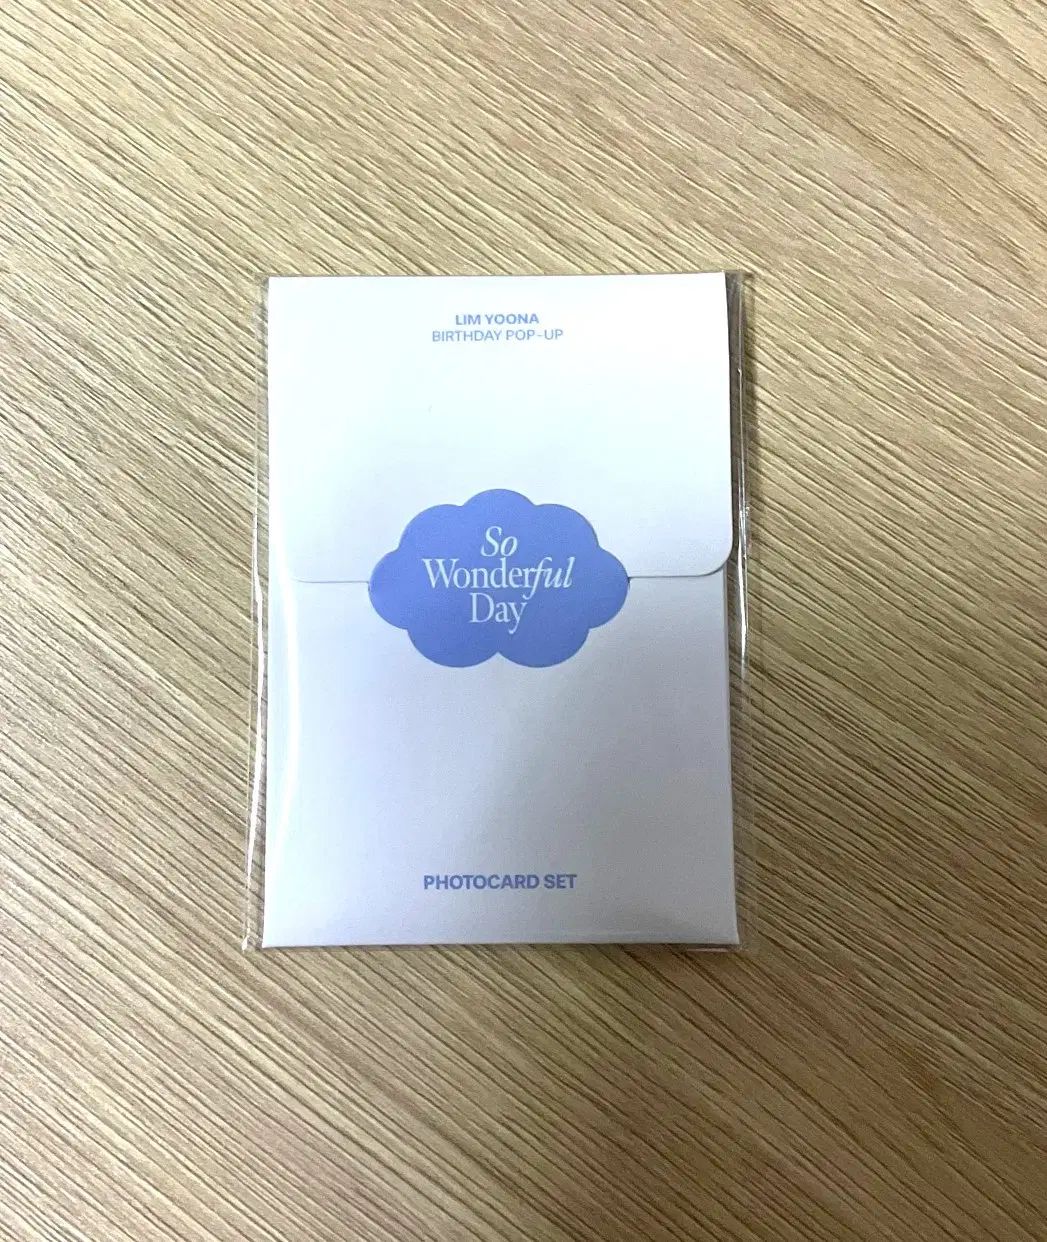 LIM YOONA
BIRTHDAY POP-UP
So
Wonderful
Day
PHOTOCARD SET